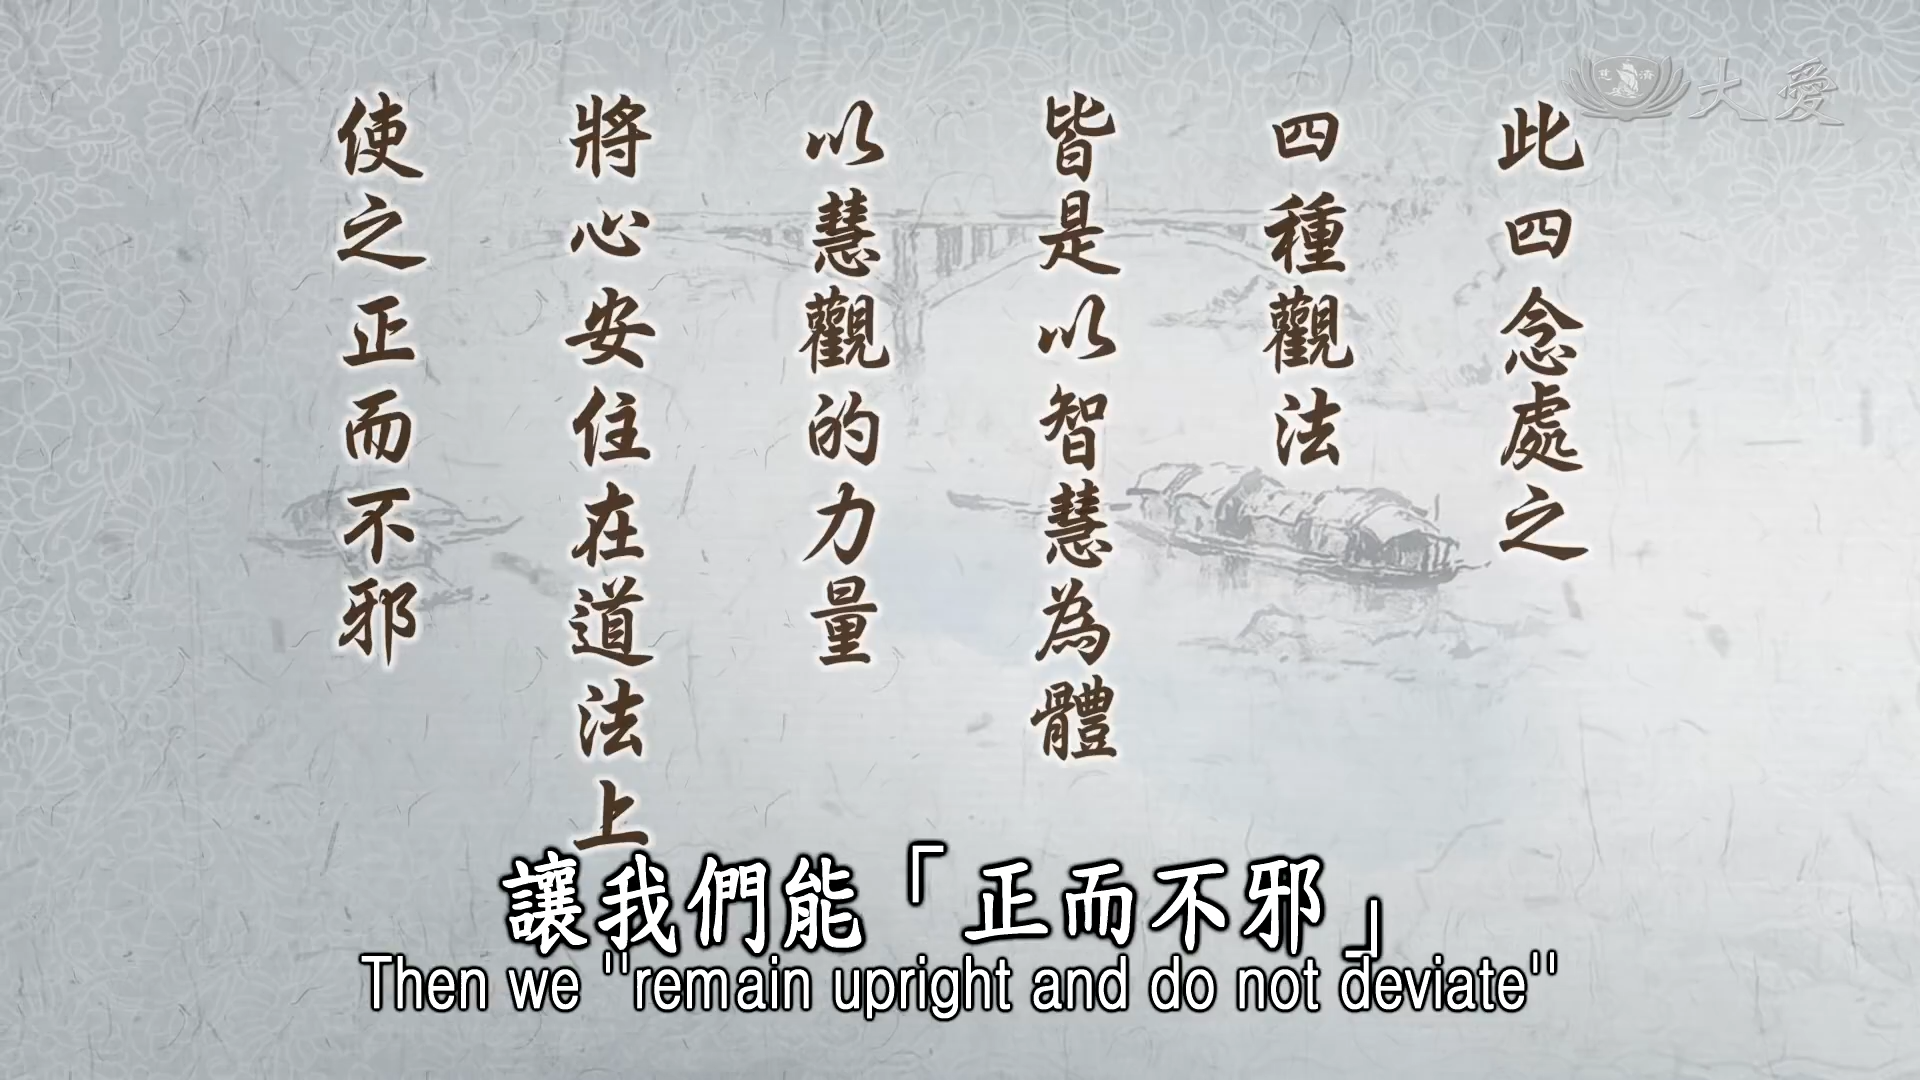 此四念處之
四種觀法
皆是以智慧為體
以慧觀的力量
將心安住在道法上
使之正而不邪
慈濟
大愛
讓我們能「正而不邪」
Then we "remain upright and do not deviate"